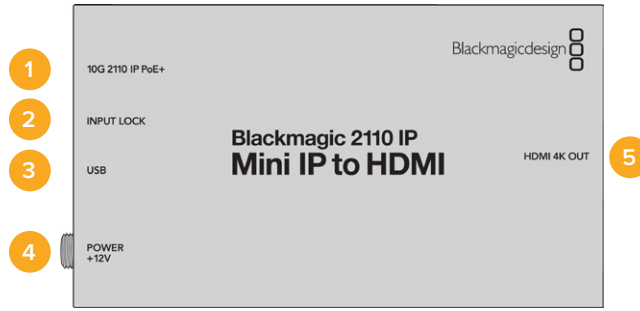 Blackmagicdesign
1
10G 2110 IP PoE+
2
INPUT LOCK
3
USB
Blackmagic 2110 IP
Mini IP to HDMI
HDMI 4K OUT
5
4
POWER
+12V